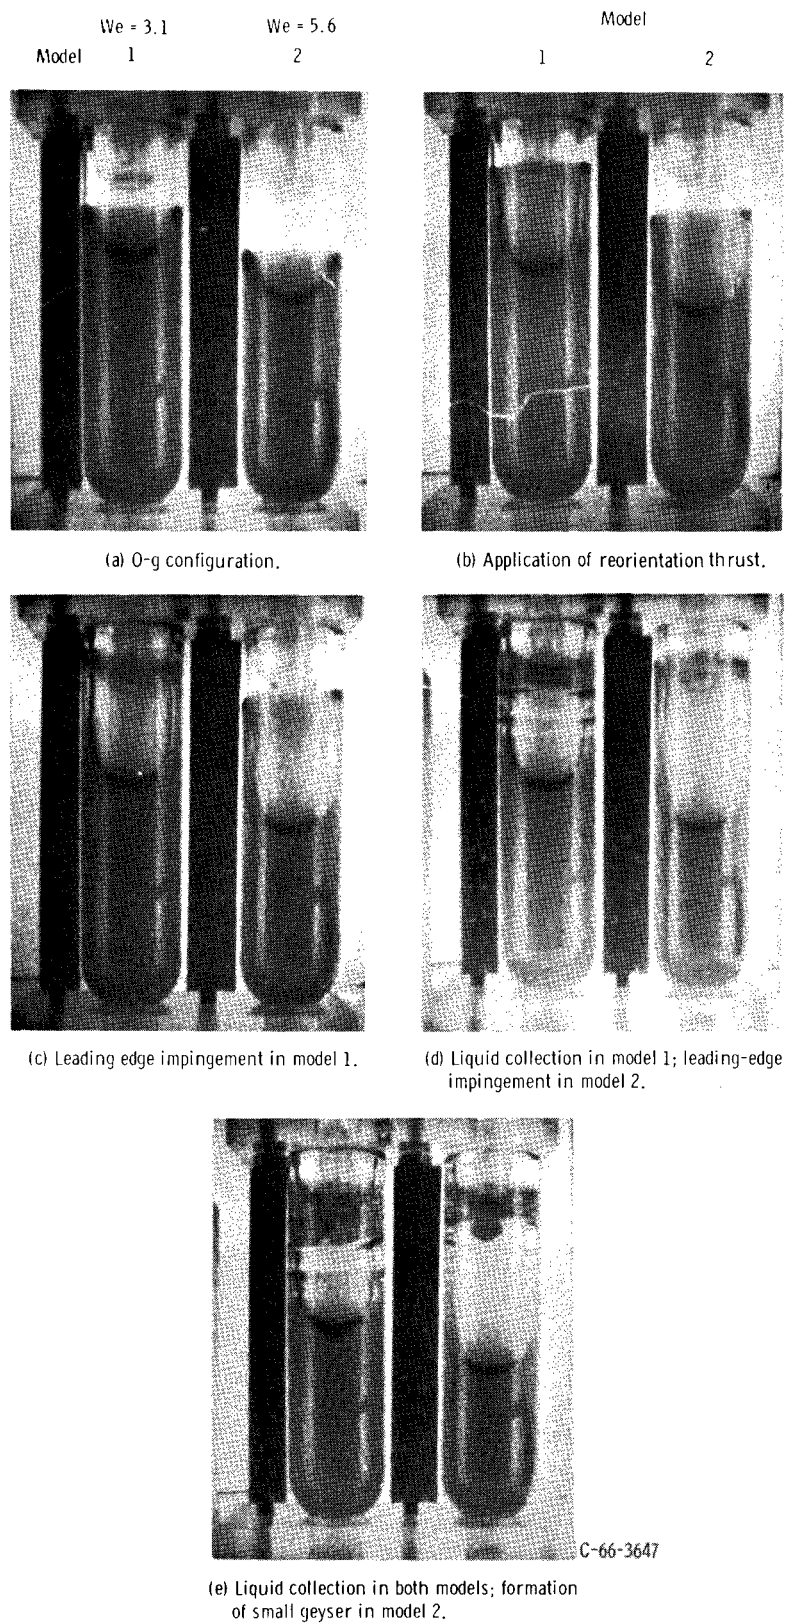 We = 3.1 We = 5.6
Model 1 2
Model
1 2
(a) 0-g configuration.
(b) Application of reorientation thrust.
(c) Leading edge impingement in model 1.
(d) Liquid collection in model 1; leading-edge
impingement in model 2.
C-66-3647
(e) Liquid collection in both models; formation
of small geyser in model 2.